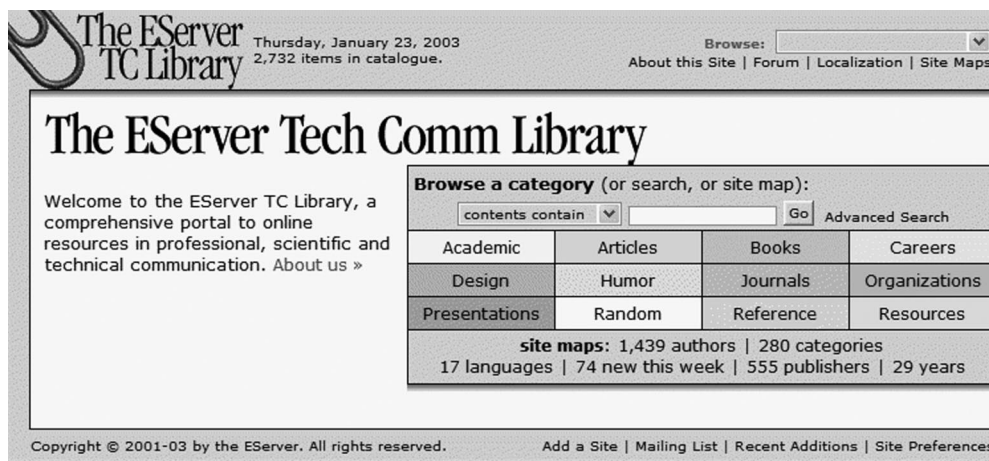 The EServer
TC Library
Thursday, January 23, 2003
2,732 items in catalogue.
Browse:
About this Site | Forum | Localization | Site Maps
The EServer Tech Comm Library
Welcome to the EServer TC Library, a
comprehensive portal to online
resources in professional, scientific and
technical communication. About us »
Browse a category (or search, or site map):
contents contain Go Advanced Search
Academic Articles Books Careers
Design Humor Journals Organizations
Presentations Random Reference Resources
site maps: 1,439 authors | 280 categories
17 languages | 74 new this week | 555 publishers | 29 years
Copyright © 2001-03 by the EServer. All rights reserved. Add a Site | Mailing List | Recent Additions | Site Preferences